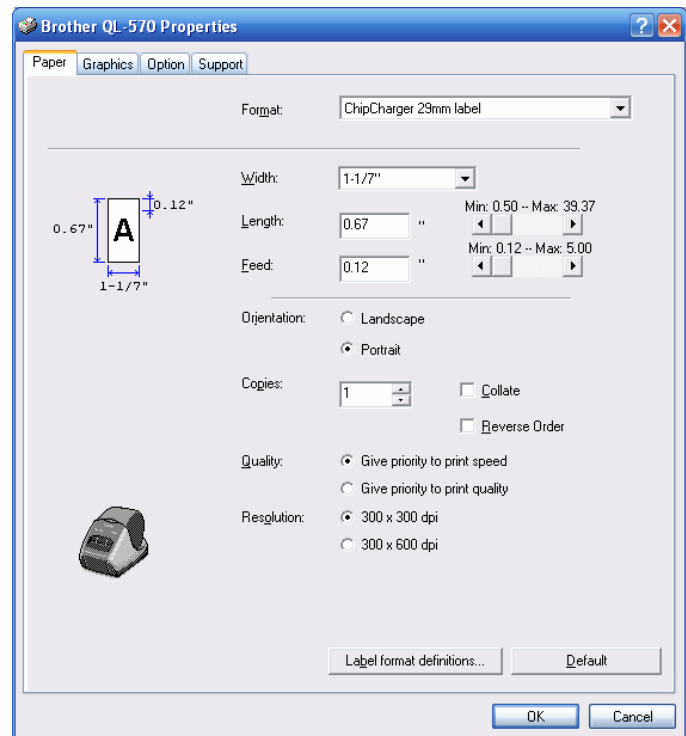 Brother QL-570 Properties
Paper Graphics Option Support
Format: ChipCharger 29mm label
Width: 1-1/7"
Min: 0.50 -- Max: 39.37
Length: 0.67 "
Min: 0.12 -- Max: 5.00
Feed: 0.12 "
0.12"
0.67"
A
1-1/7"
Orientation: Landscape
Portrait
Copies: 1 Collate
Reverse Order
Quality: Give priority to print speed
Give priority to print quality
Resolution: 300 x 300 dpi
300 x 600 dpi
Label format definitions... Default
OK Cancel